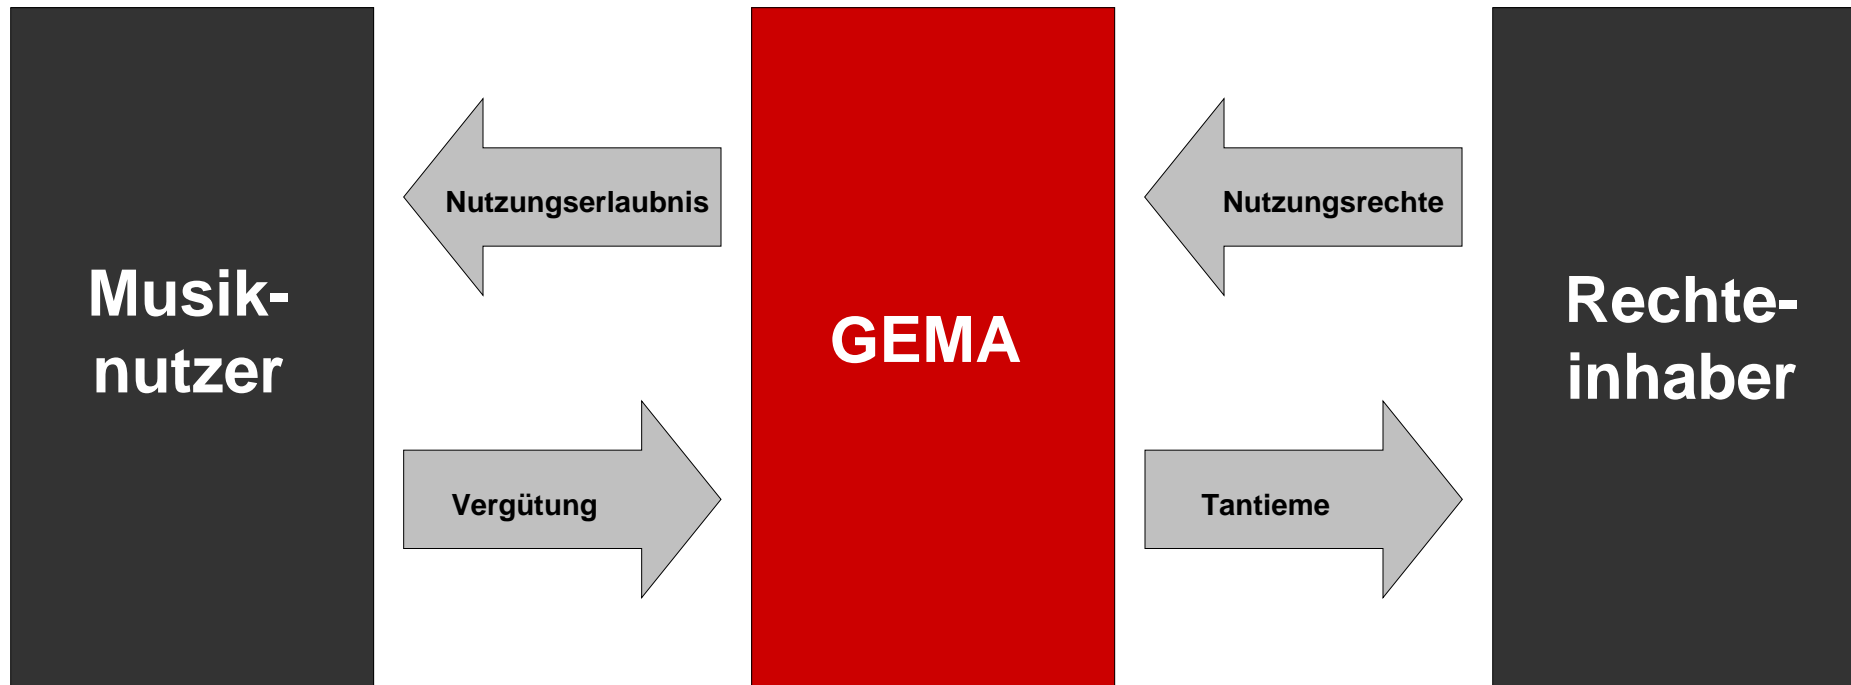 Musik-
nutzer
Nutzungserlaubnis
Vergütung
GEMA
Nutzungsrechte
Tantieme
Rechte-
inhaber